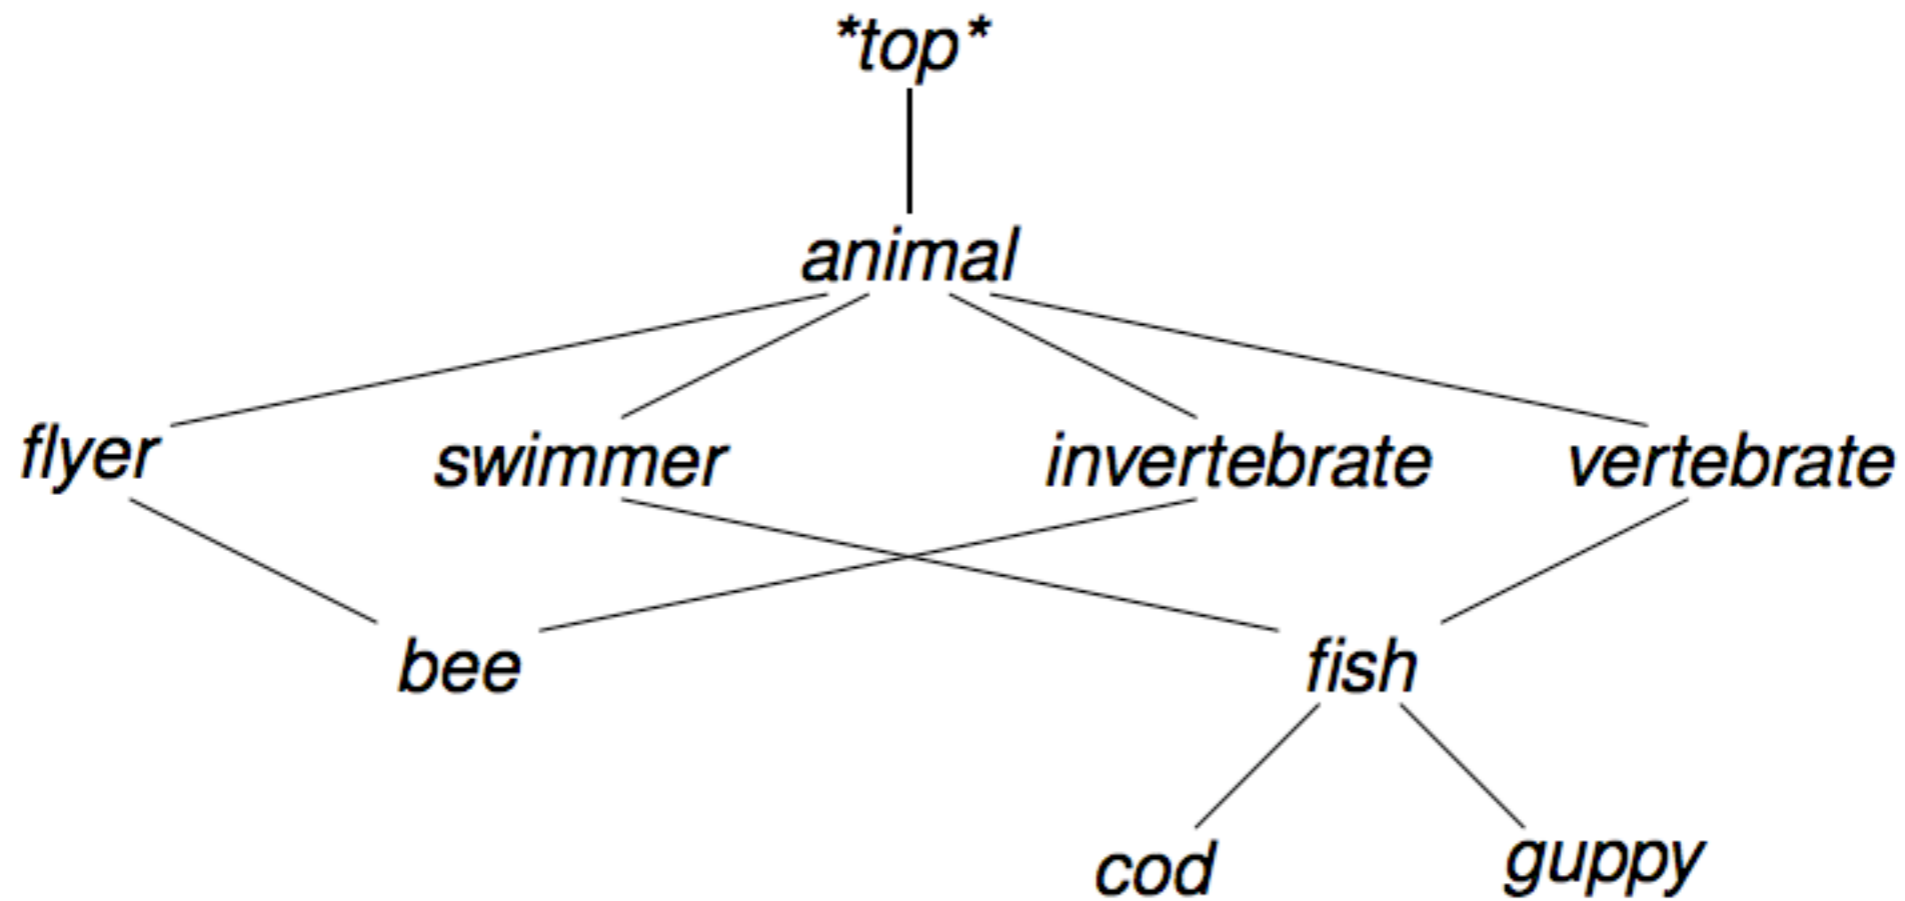 *top*
animal
flyer swimmer invertebrate vertebrate
bee fish
cod guppy